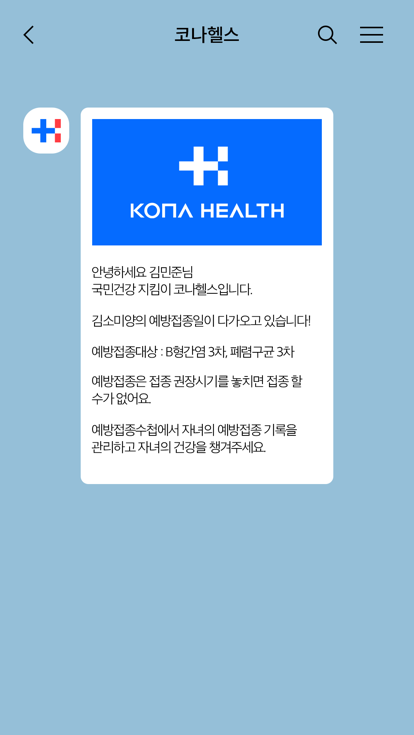 코나헬스
KONA HEALTH
안녕하세요 김민준님
국민건강 지킴이 코나헬스입니다.
김소미양의 예방접종일이 다가오고 있습니다!
예방접종대상 : B형간염 3차, 폐렴구균 3차
예방접종은 접종 권장시기를 놓치면 접종 할
수가 없어요.
예방접종수첩에서 자녀의 예방접종 기록을
관리하고 자녀의 건강을 챙겨주세요.